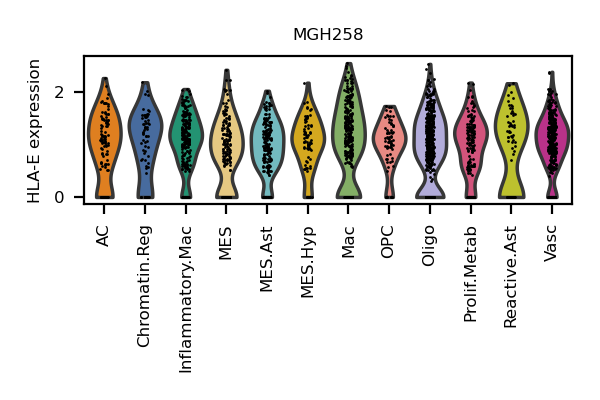 MGH258
HLA-E expression
2
0
AC
Chromatin.Reg
Inflammatory.Mac
MES
MES.Ast
MES.Hyp
Mac
OPC
Oligo
Prolif.Metab
Reactive.Ast
Vasc